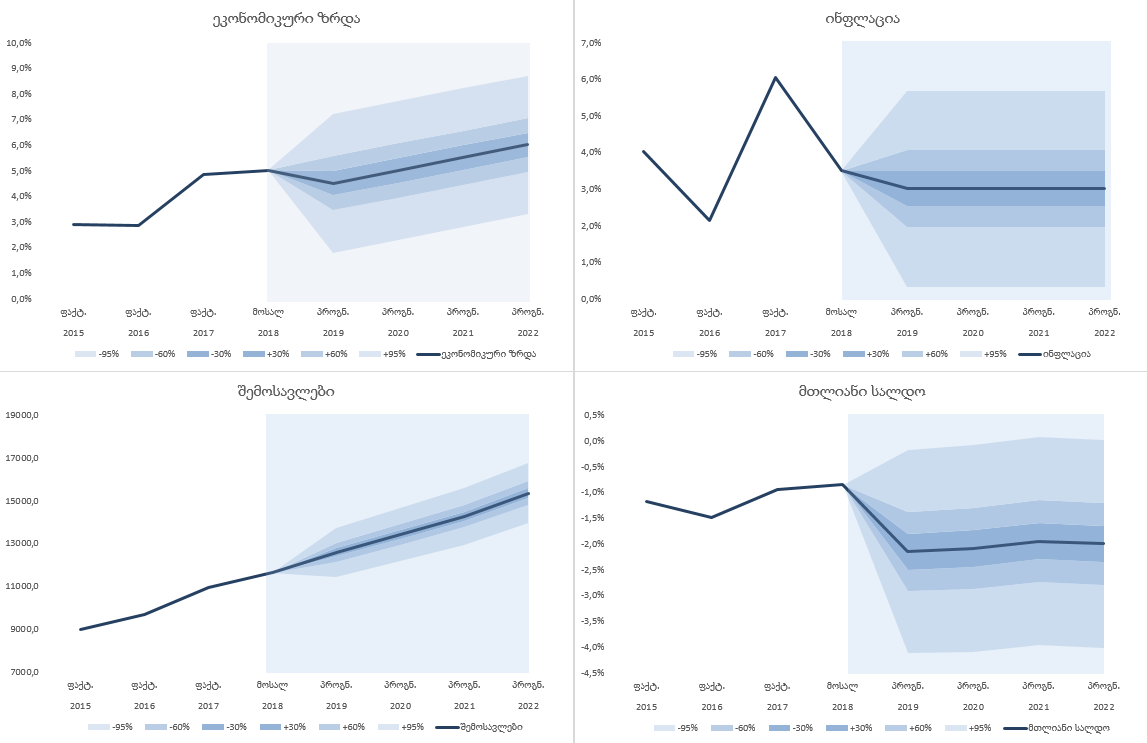 ეკონომიკური ზრდა
10,0%
9,0%
8,0%
7,0%
6,0%
5,0%
4,0%
3,0%
2,0%
1,0%
0,0%
ფაქტ. ფაქტ. ფაქტ. მოსალ პროგნ. პროგნ. პროგნ. პროგნ.
2015 2016 2017 2018 2019 2020 2021 2022
-95% -60% -30% +30% +60% +95% ეკონომიკური ზრდა
ინფლაცია
7,0%
6,0%
5,0%
4,0%
3,0%
2,0%
1,0%
0,0%
ფაქტ. ფაქტ. ფაქტ. მოსალ პროგნ. პროგნ. პროგნ. პროგნ.
2015 2016 2017 2018 2019 2020 2021 2022
-95% -60% -30% +30% +60% +95% ინფლაცია
შემოსავლები
19000,0
17000,0
15000,0
13000,0
11000,0
9000,0
7000,0
ფაქტ. ფაქტ. ფაქტ. მოსალ პროგნ. პროგნ. პროგნ. პროგნ.
2015 2016 2017 2018 2019 2020 2021 2022
-95% -60% -30% +30% +60% +95% შემოსავლები
მთლიანი სალდო
0,5%
0,0%
-0,5%
-1,0%
-1,5%
-2,0%
-2,5%
-3,0%
-3,5%
-4,0%
-4,5%
ფაქტ. ფაქტ. ფაქტ. მოსალ პროგნ. პროგნ. პროგნ. პროგნ.
2015 2016 2017 2018 2019 2020 2021 2022
-95% -60% -30% +30% +60% +95% მთლიანი სალდო